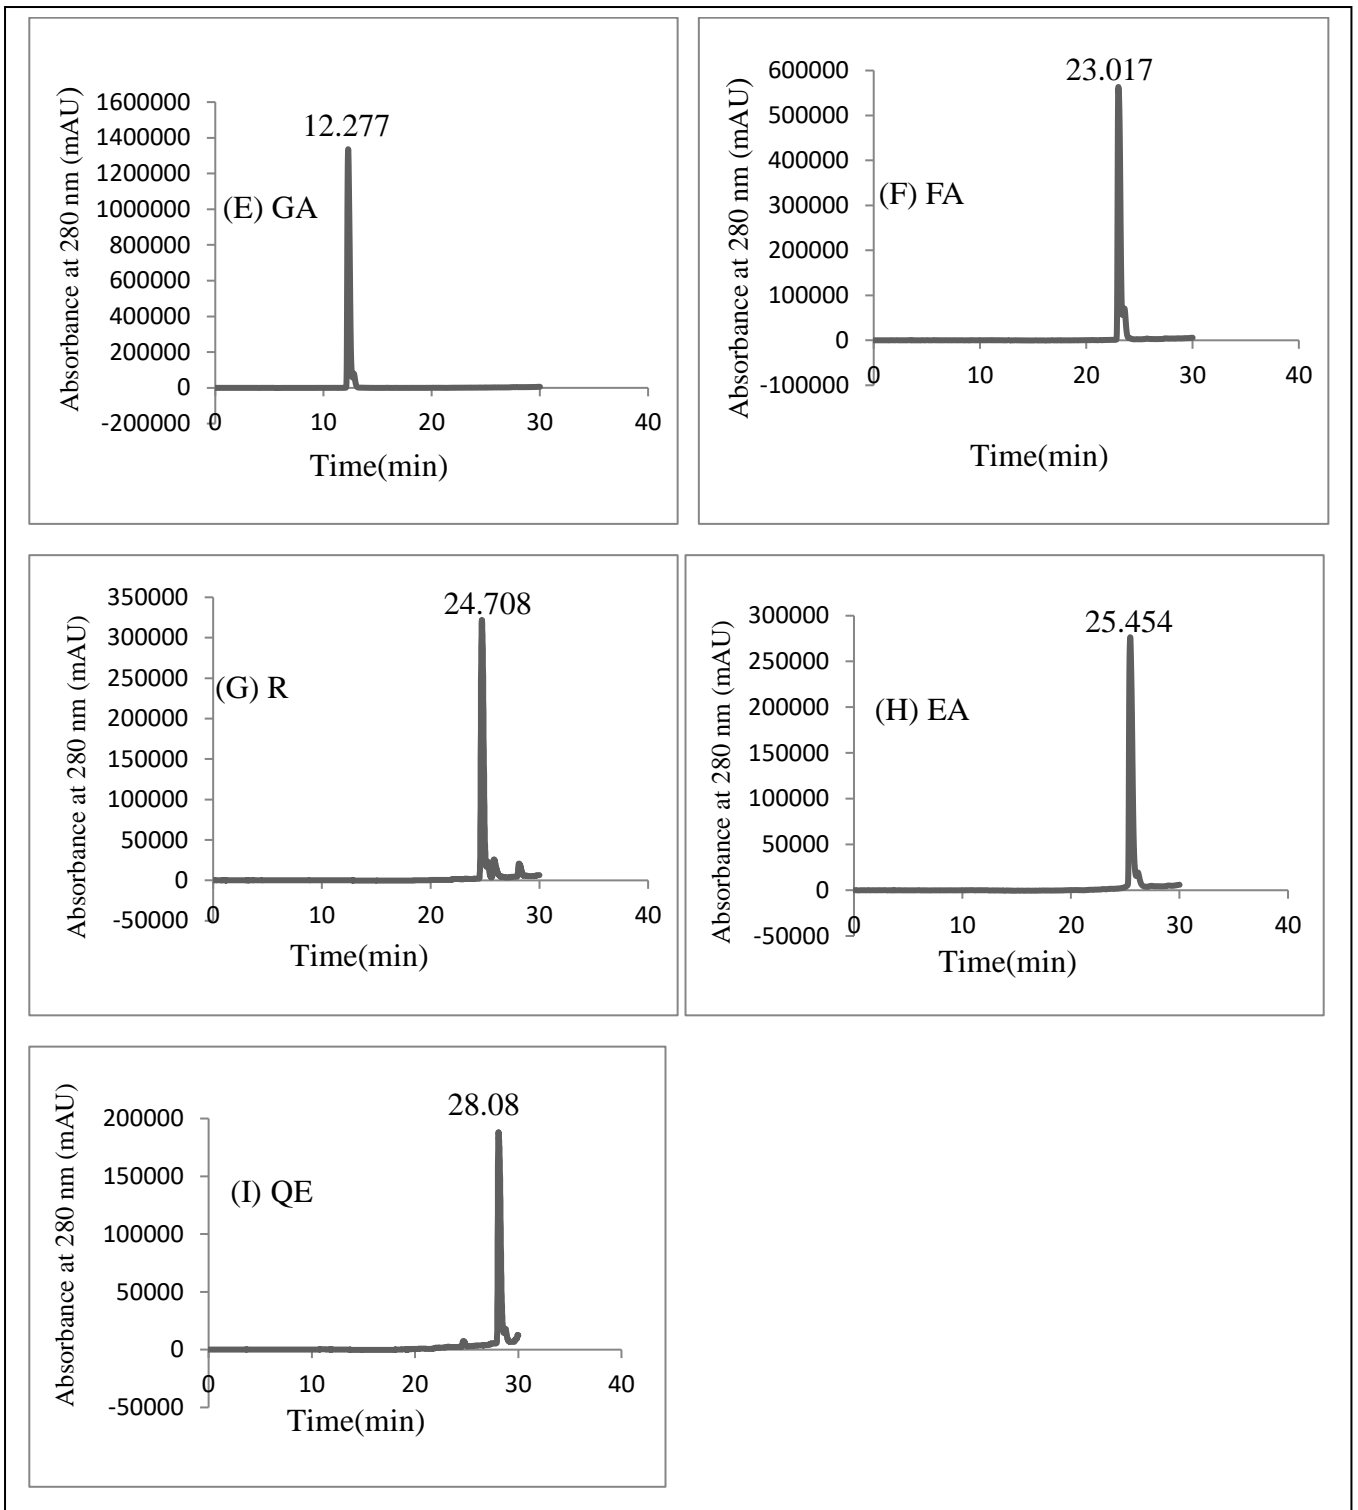 Absorbance at 280 nm (mAU)
1600000
1400000
1200000
1000000
800000
600000
400000
200000
0
-200000
12.277
(E) GA
0 10 20 30 40
Time(min)
Absorbance at 280 nm (mAU)
600000
500000
400000
300000
200000
100000
0
-100000
23.017
(F) FA
0 10 20 30 40
Time(min)
Absorbance at 280 nm (mAU)
350000
300000
250000
200000
150000
100000
50000
0
-50000
24.708
(G) R
0 10 20 30 40
Time(min)
Absorbance at 280 nm (mAU)
300000
250000
200000
150000
100000
50000
0
-50000
25.454
(H) EA
0 10 20 30 40
Time(min)
Absorbance at 280 nm (mAU)
200000
150000
100000
50000
0
-50000
28.08
(I) QE
0 10 20 30 40
Time(min)